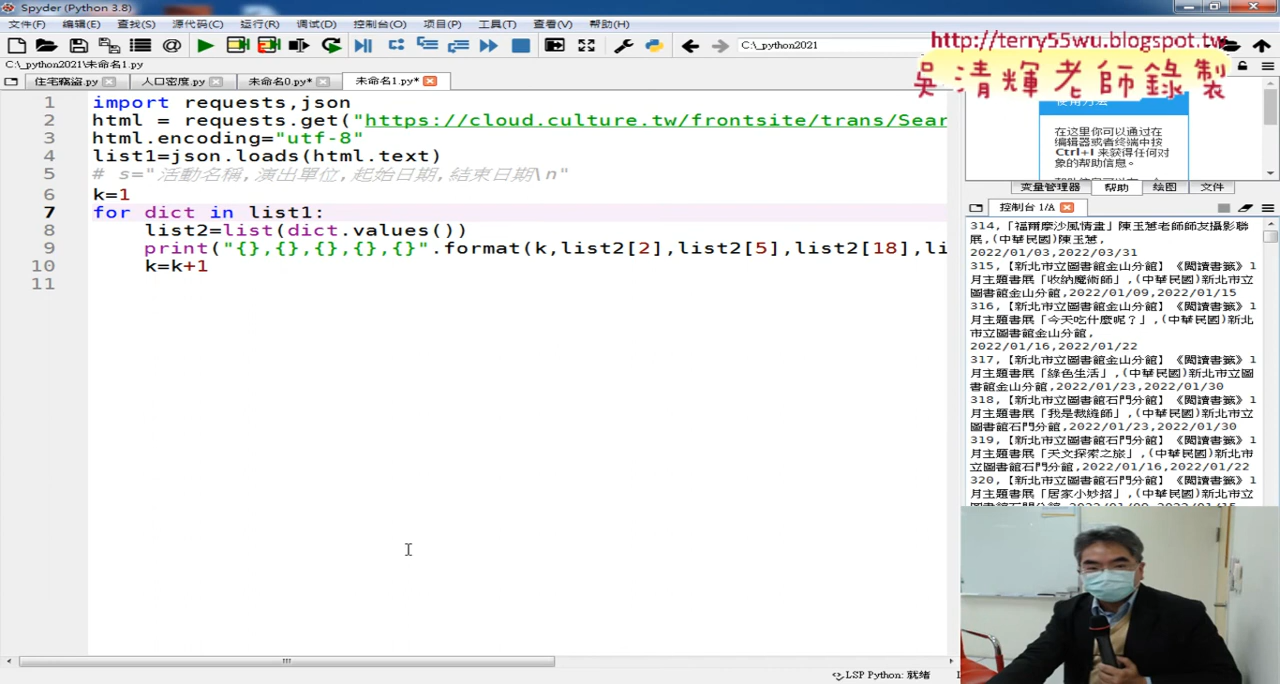 Spyder (Python 3.8)
文件(F) 编辑(E) 查找(S) 源代码(C) 运行(R) 调试(D) 控制台(O) 项目(P) 工具(T) 查看(V) 帮助(H)
C:\_python2021
http://terry55wu.blogspot.tw
吳清輝老師錄製
C:\_python2021\未命名1.py
住宅竊盜.py 人口密度.py 未命名0.py* 未命名1.py*
1 import requests,json
2 html = requests.get("https://cloud.culture.tw/frontsite/trans/Sear
3 html.encoding="utf-8"
4 list1=json.loads(html.text)
5 # s="活動名稱,演出單位,起始日期,結束日期\n"
6 k=1
7 for dict in list1:
8 list2=list(dict.values())
9 print("{},{},{},{},{}".format(k,list2[2],list2[5],list2[18],li
10 k=k+1
11
使用方法
在这里你可以通过在
编辑器或者终端中按
Ctrl+I 来获得任何对
象的帮助信息。
变量管理器 帮助 绘图 文件
控制台 1/A
314,「福爾摩沙風情畫」陳玉慧老師師友攝影聯
展,(中華民國)陳玉慧,
2022/01/03,2022/03/31
315,【新北市立圖書館金山分館】《閱讀書籤》1
月主題書展「收納魔術師」,(中華民國)新北市立
圖書館金山分館,2022/01/09,2022/01/15
316,【新北市立圖書館金山分館】《閱讀書籤》1
月主題書展「今天吃什麼呢？」,(中華民國)新北
市立圖書館金山分館,
2022/01/16,2022/01/22
317,【新北市立圖書館金山分館】《閱讀書籤》1
月主題書展「綠色生活」,(中華民國)新北市立圖
書館金山分館,2022/01/23,2022/01/30
318,【新北市立圖書館石門分館】《閱讀書籤》1
月主題書展「我是裁縫師」,(中華民國)新北市立
圖書館石門分館,2022/01/23,2022/01/30
319,【新北市立圖書館石門分館】《閱讀書籤》1
月主題書展「天文探索之旅」,(中華民國)新北市
立圖書館石門分館,2022/01/16,2022/01/22
320,【新北市立圖書館石門分館】《閱讀書籤》1
月主題書展「居家小妙招」,(中華民國)新北市立
LSP Python: 就绪